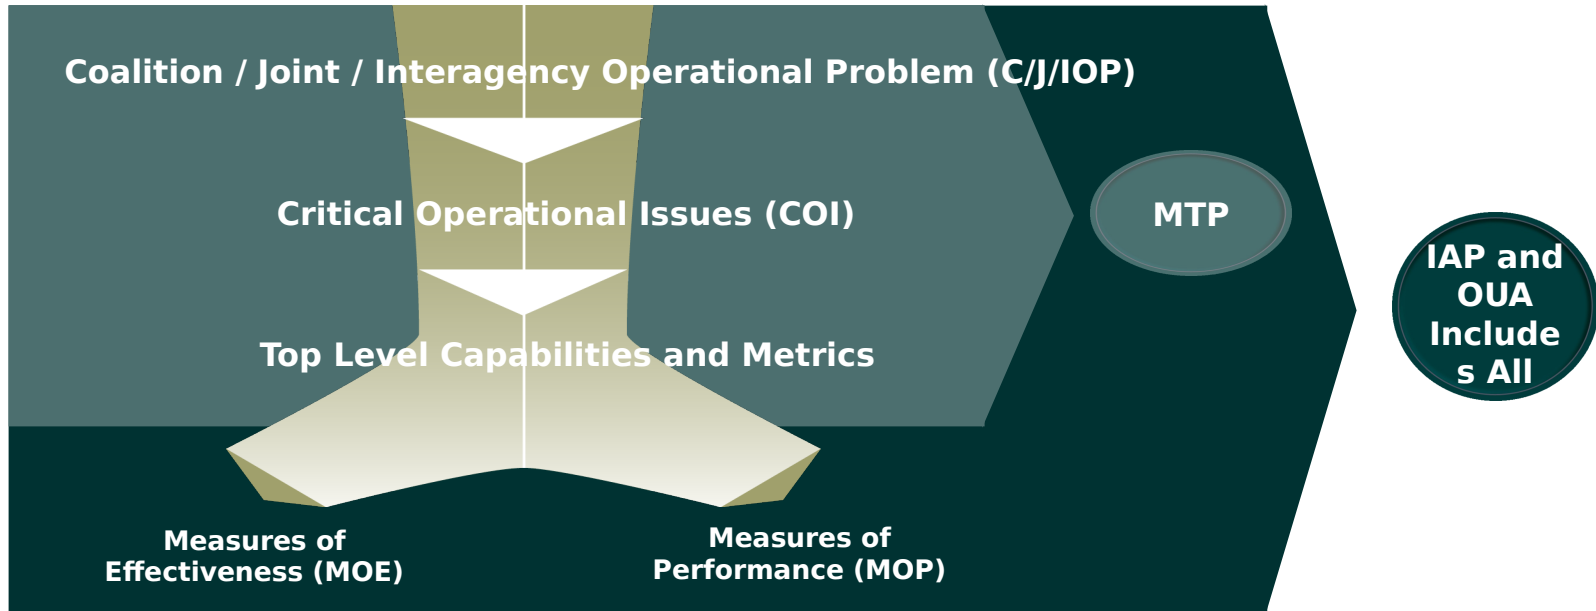 Coalition / Joint / Interagency Operational Problem (C/J/IOP)
Critical Operational Issues (COI)
MTP
IAP and
OUA
Include
s All
Top Level Capabilities and Metrics
Measures of
Effectiveness (MOE)
Measures of
Performance (MOP)